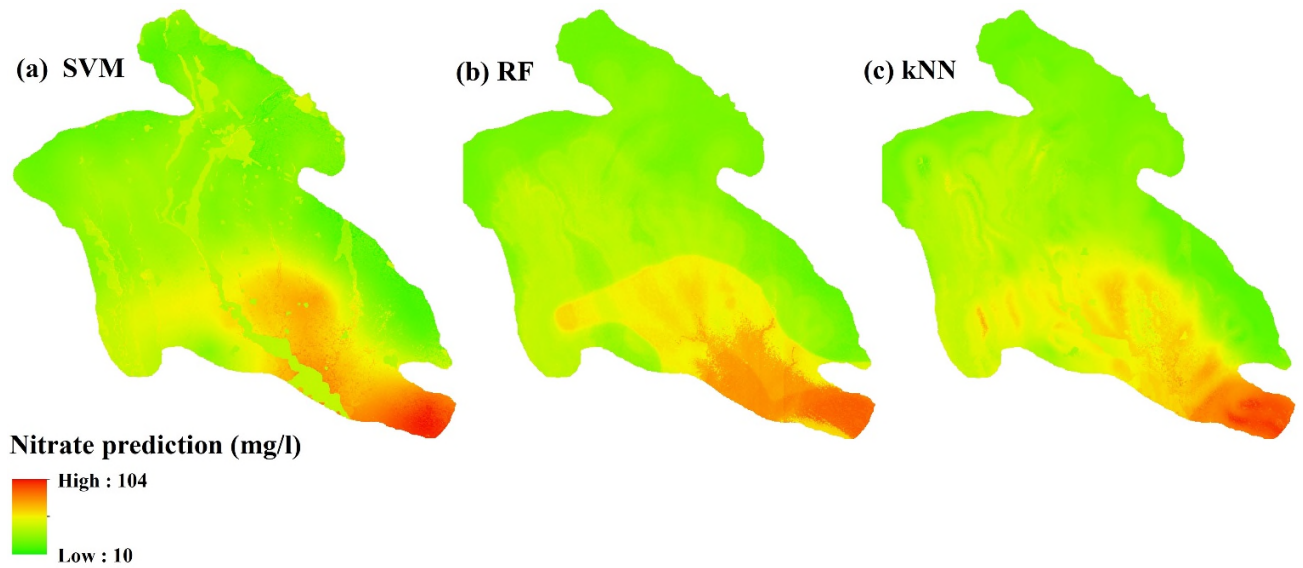 (a) SVM
(b) RF
(c) kNN
Nitrate prediction (mg/l)
High : 104
Low : 10